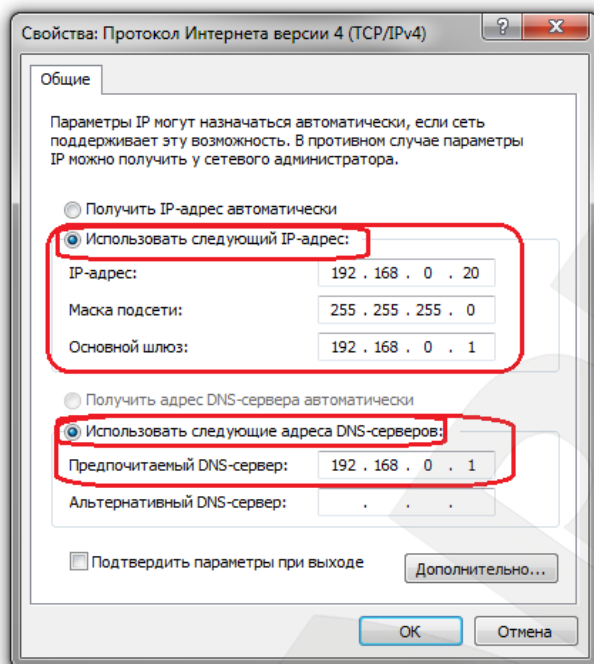 Свойства: Протокол Интернета версии 4 (TCP/IPv4)
Общие
Параметры IP могут назначаться автоматически, если сеть
поддерживает эту возможность. В противном случае параметры
IP можно получить у сетевого администратора.
Получить IP-адрес автоматически
Использовать следующий IP-адрес:
IP-адрес: 192 . 168 . 0 . 20
Маска подсети: 255 . 255 . 255 . 0
Основной шлюз: 192 . 168 . 0 . 1
Получить адрес DNS-сервера автоматически
Использовать следующие адреса DNS-серверов:
Предпочитаемый DNS-сервер: 192 . 168 . 0 . 1
Альтернативный DNS-сервер: . . .
Подтвердить параметры при выходе
Дополнительно...
OK Отмена